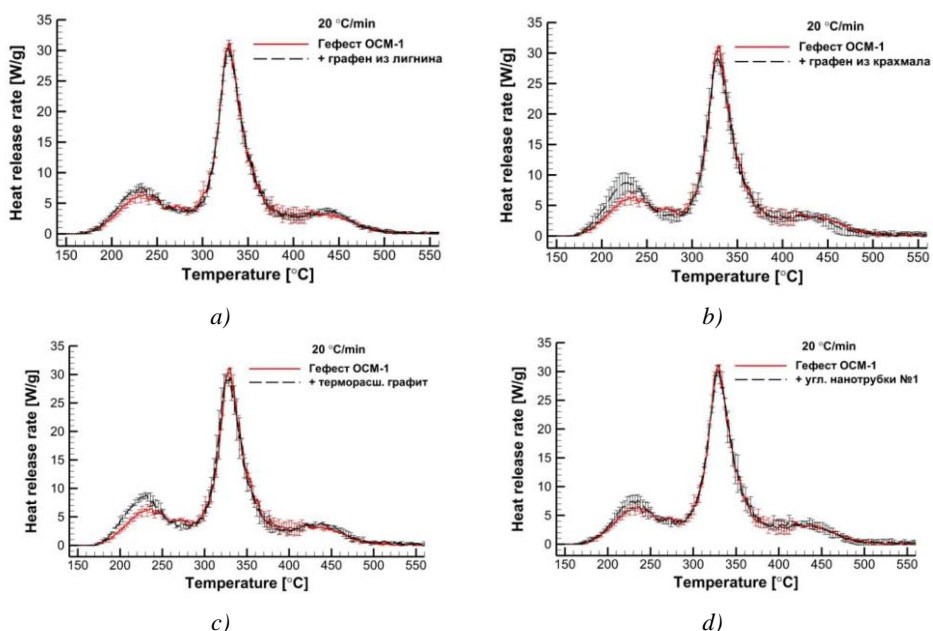 20 °C/min
Гефест ОСМ-1
+ графен из лигнина
Heat release rate [W/g]
35
30
25
20
15
10
5
0
150 200 250 300 350 400 450 500 550
Temperature [°C]
a)
20 °C/min
Гефест ОСМ-1
+ графен из крахмала
Heat release rate [W/g]
35
30
25
20
15
10
5
0
150 200 250 300 350 400 450 500 550
Temperature [°C]
b)
20 °C/min
Гефест ОСМ-1
+ терморасш. графит
Heat release rate [W/g]
35
30
25
20
15
10
5
0
150 200 250 300 350 400 450 500 550
Temperature [°C]
c)
20 °C/min
Гефест ОСМ-1
+ угл. нанотрубки №1
Heat release rate [W/g]
35
30
25
20
15
10
5
0
150 200 250 300 350 400 450 500 550
Temperature [°C]
d)